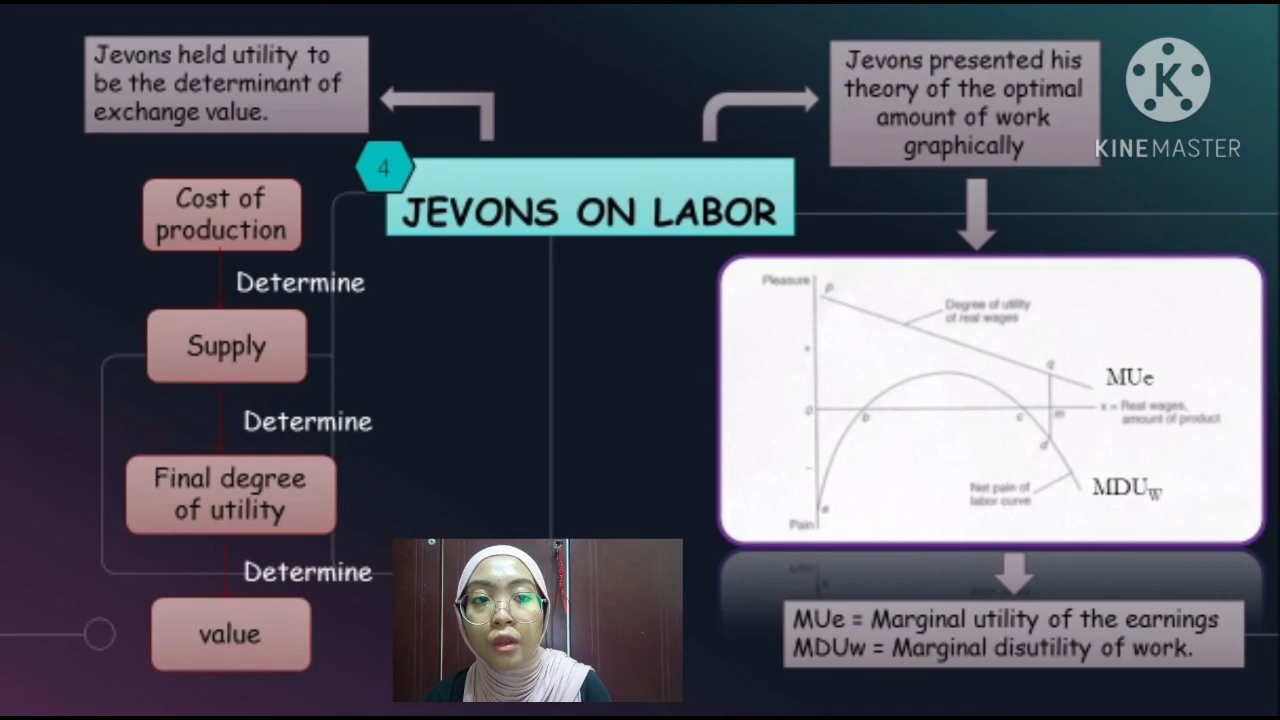 Jevons held utility to
be the determinant of
exchange value.
Jevons presented his
theory of the optimal
amount of work
graphically
KINEMASTER
K
4
JEVONS ON LABOR
Cost of
production
Determine
Supply
Determine
Final degree
of utility
Determine
value
Pleasure
p
Degree of utility
of real wages
+
q
MUe
0
b
c
m
x = Real wages,
amount of product
d
–
Net pain of
labor curve
MDUw
e
Pain
MUe = Marginal utility of the earnings
MDUw = Marginal disutility of work.